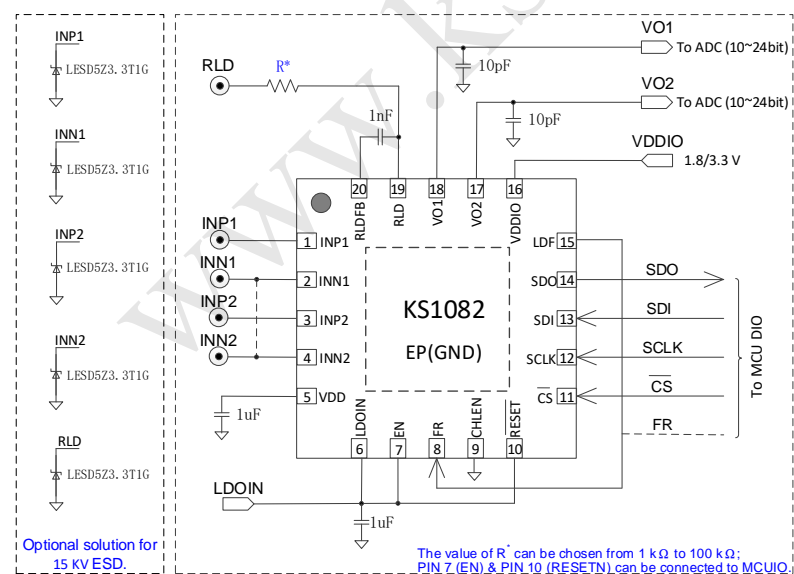 INP1
LESD5Z3.3T1G
INN1
LESD5Z3.3T1G
INP2
LESD5Z3.3T1G
INN2
LESD5Z3.3T1G
RLD
LESD5Z3.3T1G
Optional solution for
15 KV ESD.
RLD
R*
1nF
10pF
VO1
To ADC (10~24bit)
10pF
VO2
To ADC (10~24bit)
VDDIO
1.8/3.3 V
20 19 18 17 16
RLDFB RLD VO1 VO2 VDDIO
INP1 1 INP1
INN1 2 INN1
INP2 3 INP2
INN2 4 INN2
5 VDD
1uF
KS1082
EP(GND)
LDF 15
SDO 14 SDO
SDI 13 SDI
SCLK 12 SCLK
CS 11 CS
FR
To MCU DIO
LDOIN EN FR CHLEN RESET
6 7 8 9 10
LDOIN
1uF
The value of R* can be chosen from 1 kΩ to 100 kΩ;
PIN 7 (EN) & PIN 10 (RESETN) can be connected to MCUIO.
www.ks